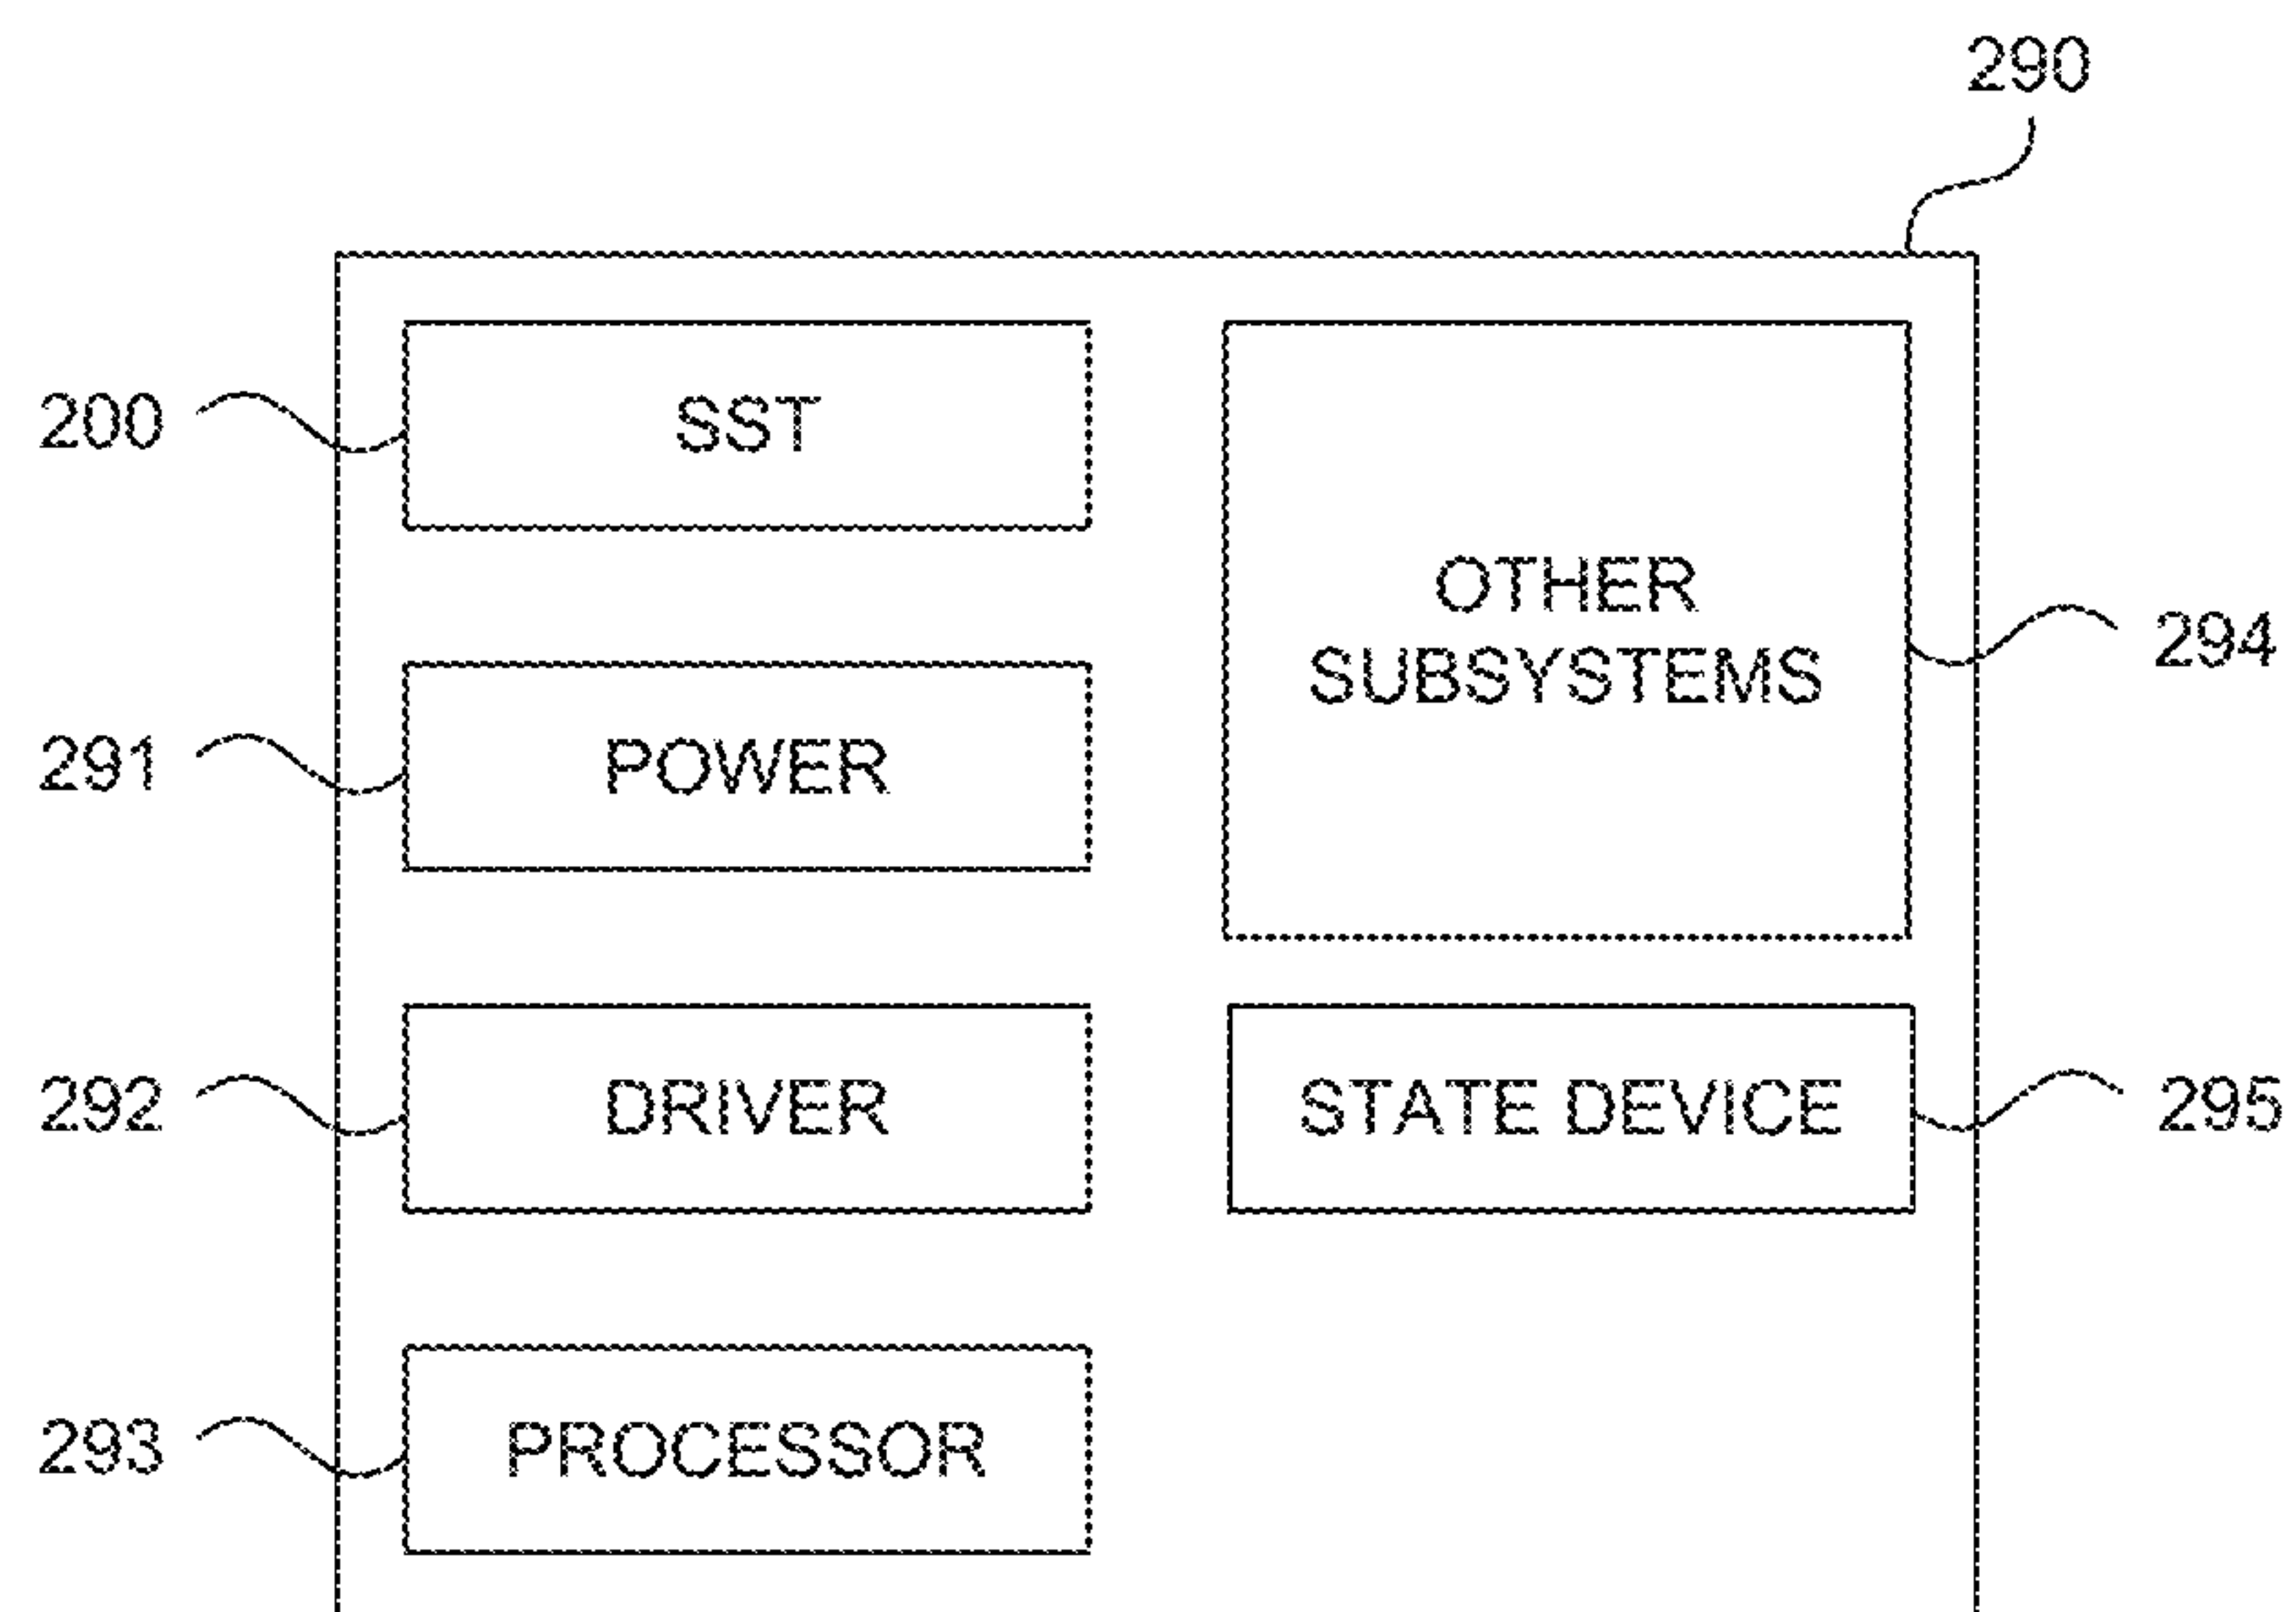 290
200
SST
OTHER
SUBSYSTEMS
294
291
POWER
292
DRIVER
STATE DEVICE
295
293
PROCESSOR